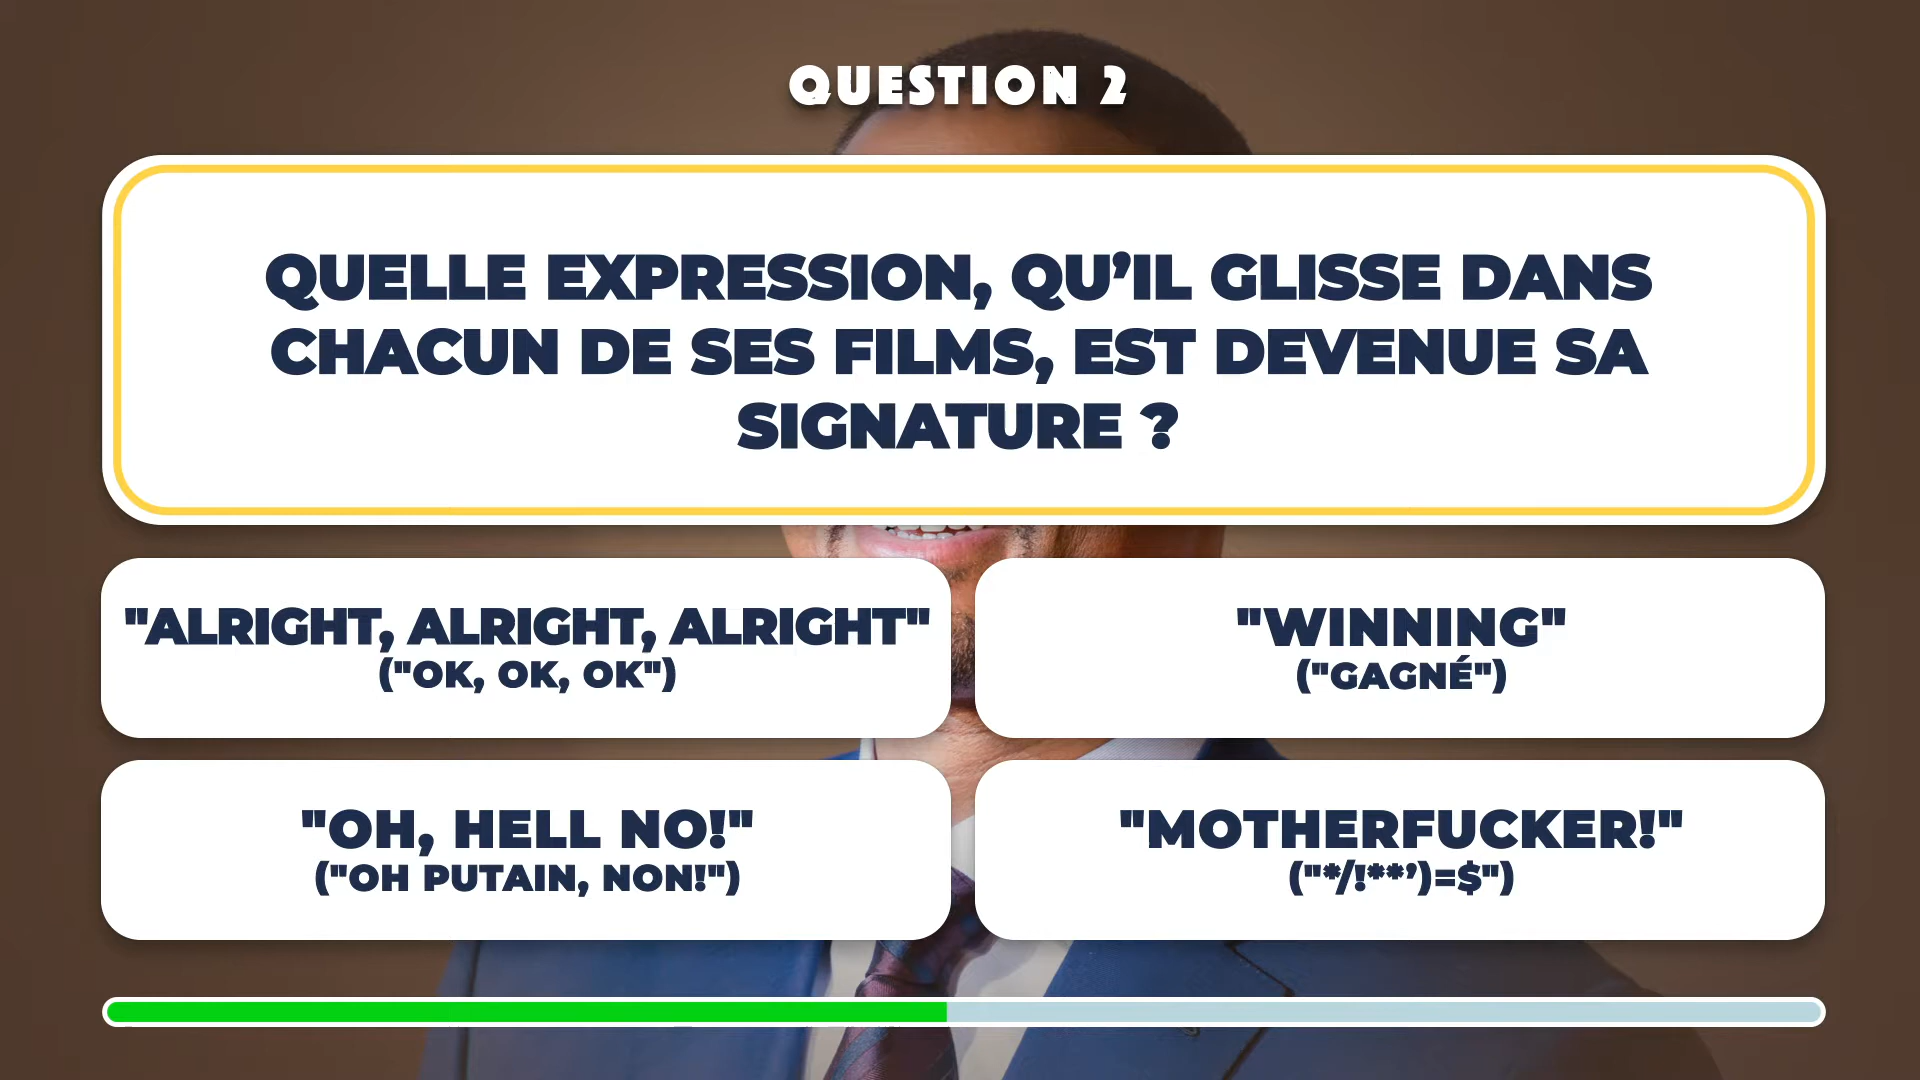 QUESTION 2
QUELLE EXPRESSION, QU’IL GLISSE DANS
CHACUN DE SES FILMS, EST DEVENUE SA
SIGNATURE ?
"ALRIGHT, ALRIGHT, ALRIGHT"
("OK, OK, OK")
"WINNING"
("GAGNÉ")
"OH, HELL NO!"
("OH PUTAIN, NON!")
"MOTHERFUCKER!"
("*/!**’)=$")